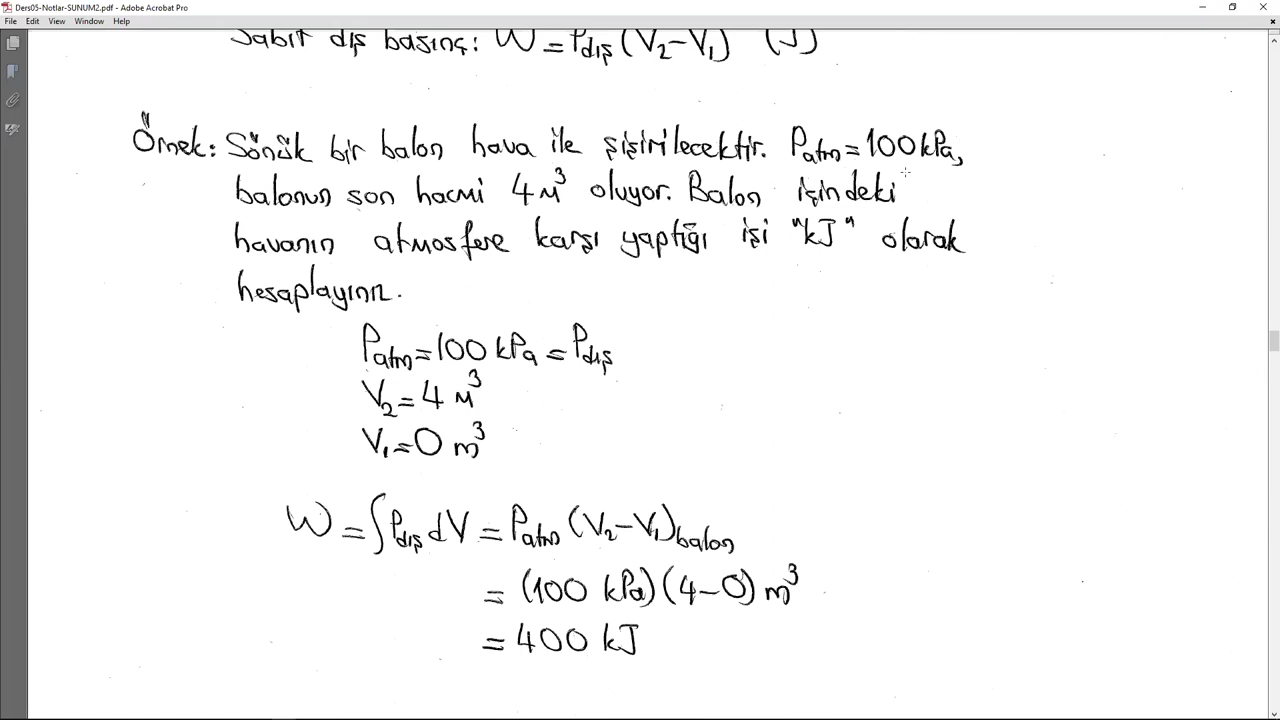 Ders05-Notlar-SUNUM2.pdf - Adobe Acrobat Pro
File Edit View Window Help
Sabit dış basınç: W = Pdış (V₂-V₁) (J)
Örnek: Sönük bir balon hava ile şişirilecektir. Patm = 100 kPa,
balonun son hacmi 4 m³ oluyor. Balon içindeki
havanın atmosfere karşı yaptığı işi "kJ" olarak
hesaplayınız.
Patm = 100 kPa = Pdış
V₂ = 4 m³
V₁ = 0 m³
W = ∫Pdış dV = Patm (V₂-V₁)balon
= (100 kPa) (4-0) m³
= 400 kJ